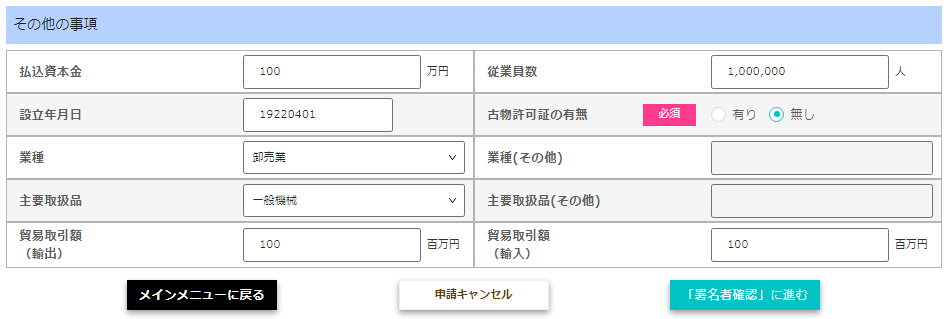 その他の事項
払込資本金 100 万円 従業員数 1,000,000 人
設立年月日 19220401 古物許可証の有無 必須 有り 無し
業種 卸売業 業種(その他)
主要取扱品 一般機械 主要取扱品(その他)
貿易取引額
（輸出） 100 百万円 貿易取引額
（輸入） 100 百万円
メインメニューに戻る 申請キャンセル 「署名者確認」に進む